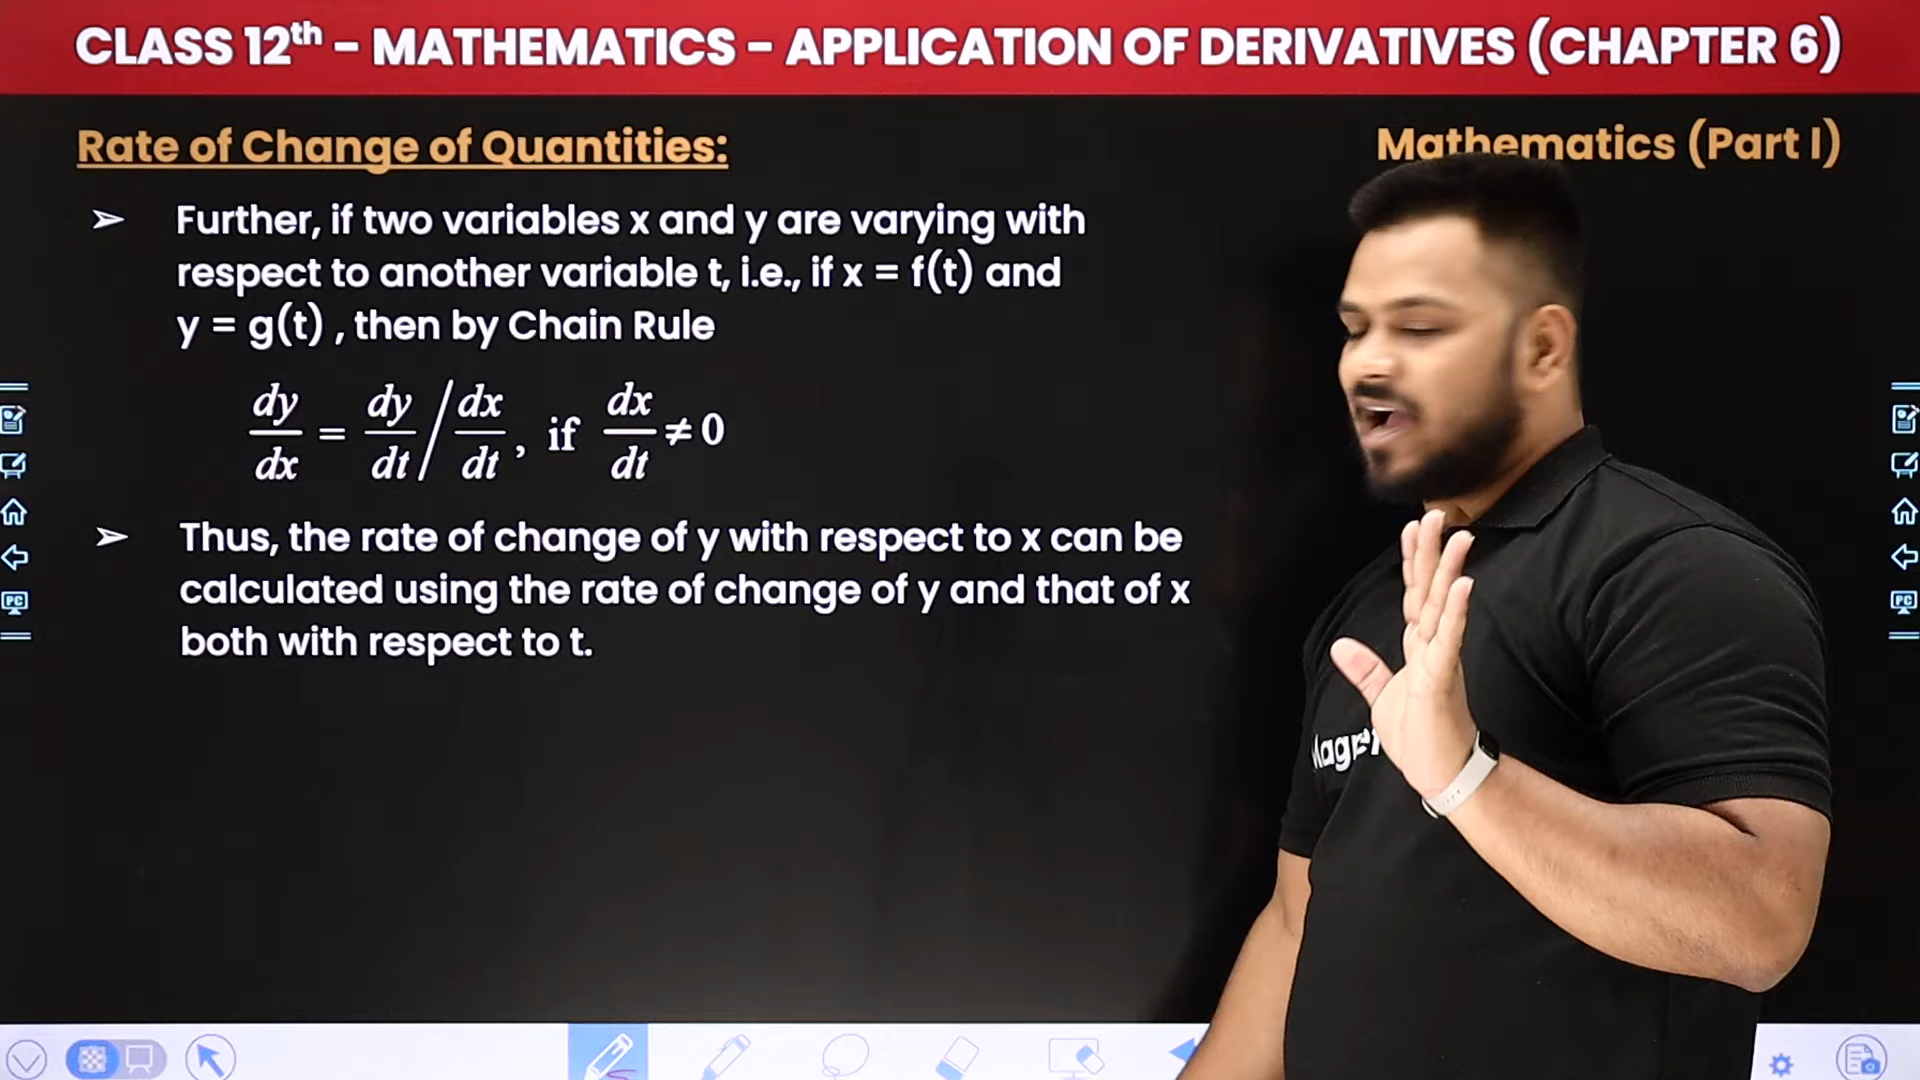 CLASS 12th - MATHEMATICS - APPLICATION OF DERIVATIVES (CHAPTER 6)
Rate of Change of Quantities:
Mathematics (Part I)
➢ Further, if two variables x and y are varying with
respect to another variable t, i.e., if x = f(t) and
y = g(t) , then by Chain Rule
dy/dx = dy/dt / dx/dt, if dx/dt ≠ 0
➢ Thus, the rate of change of y with respect to x can be
calculated using the rate of change of y and that of x
both with respect to t.
PC
PC